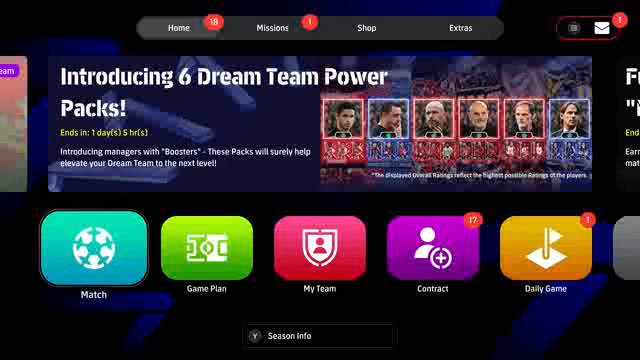 Home
18
Missions
1
Shop
Extras
1
eam
Introducing 6 Dream Team Power
Packs!
Ends in: 1 day(s) 5 hr(s)
Introducing managers with "Boosters" - These Packs will surely help
elevate your Dream Team to the next level!
*The displayed Overall Ratings reflect the highest possible Ratings of the players.
Match
Game Plan
My Team
17
Contract
1
Daily Game
Y Season Info